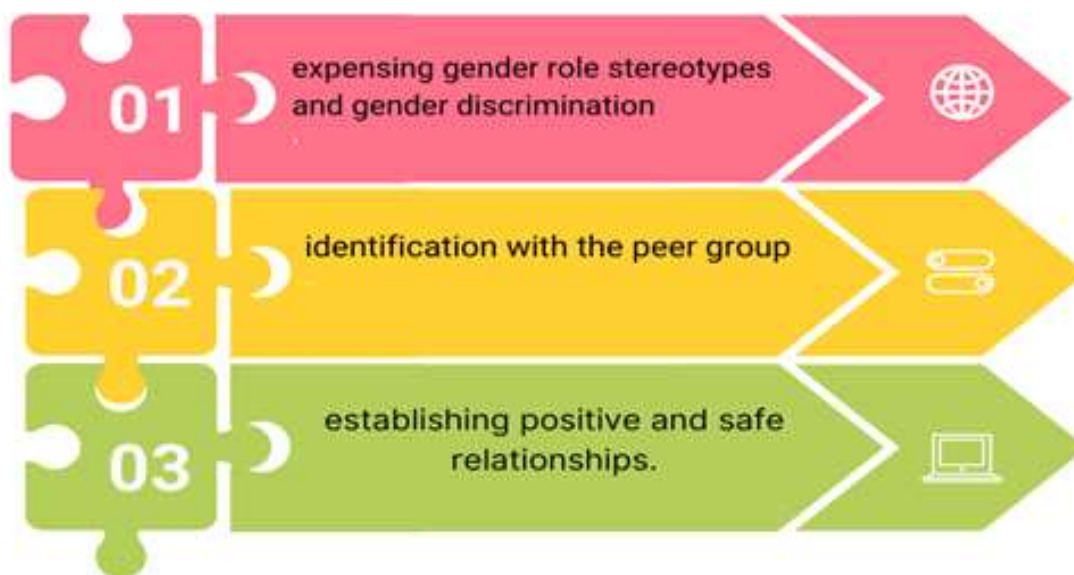 01
expensing gender role stereotypes
and gender discrimination
02
identification with the peer group
03
establishing positive and safe
relationships.